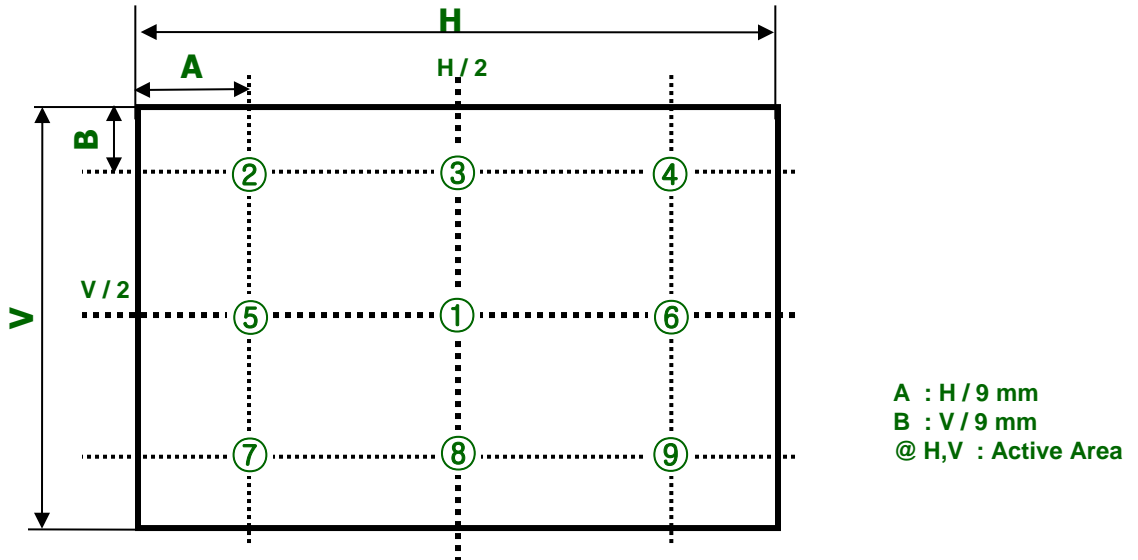 H
A
H / 2
B
② ③ ④
V / 2
V
⑤ ① ⑥
⑦ ⑧ ⑨
A : H / 9 mm
B : V / 9 mm
@ H,V : Active Area